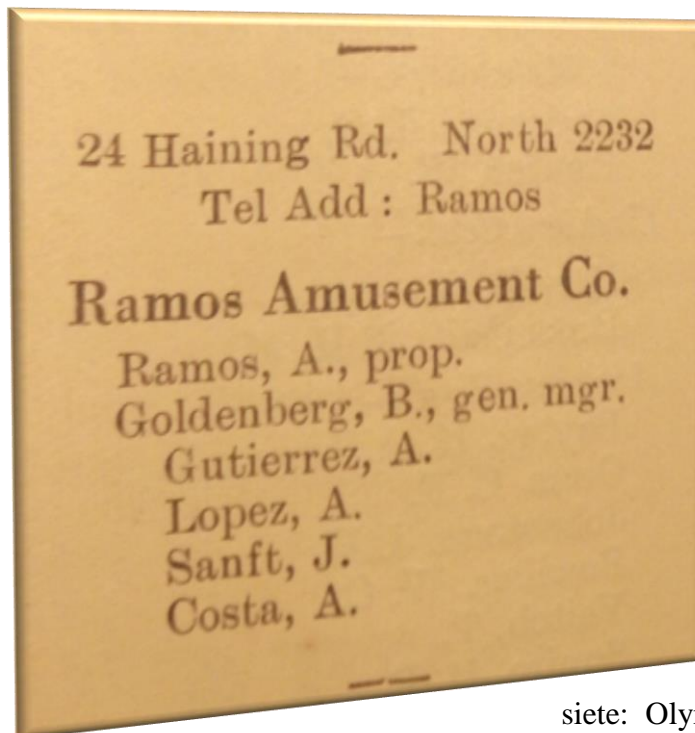 24 Haining Rd. North 2232
Tel Add : Ramos
Ramos Amusement Co.
Ramos, A., prop.
Goldenberg, B., gen. mgr.
Gutierrez, A.
Lopez, A.
Sanft, J.
Costa, A.
siete: